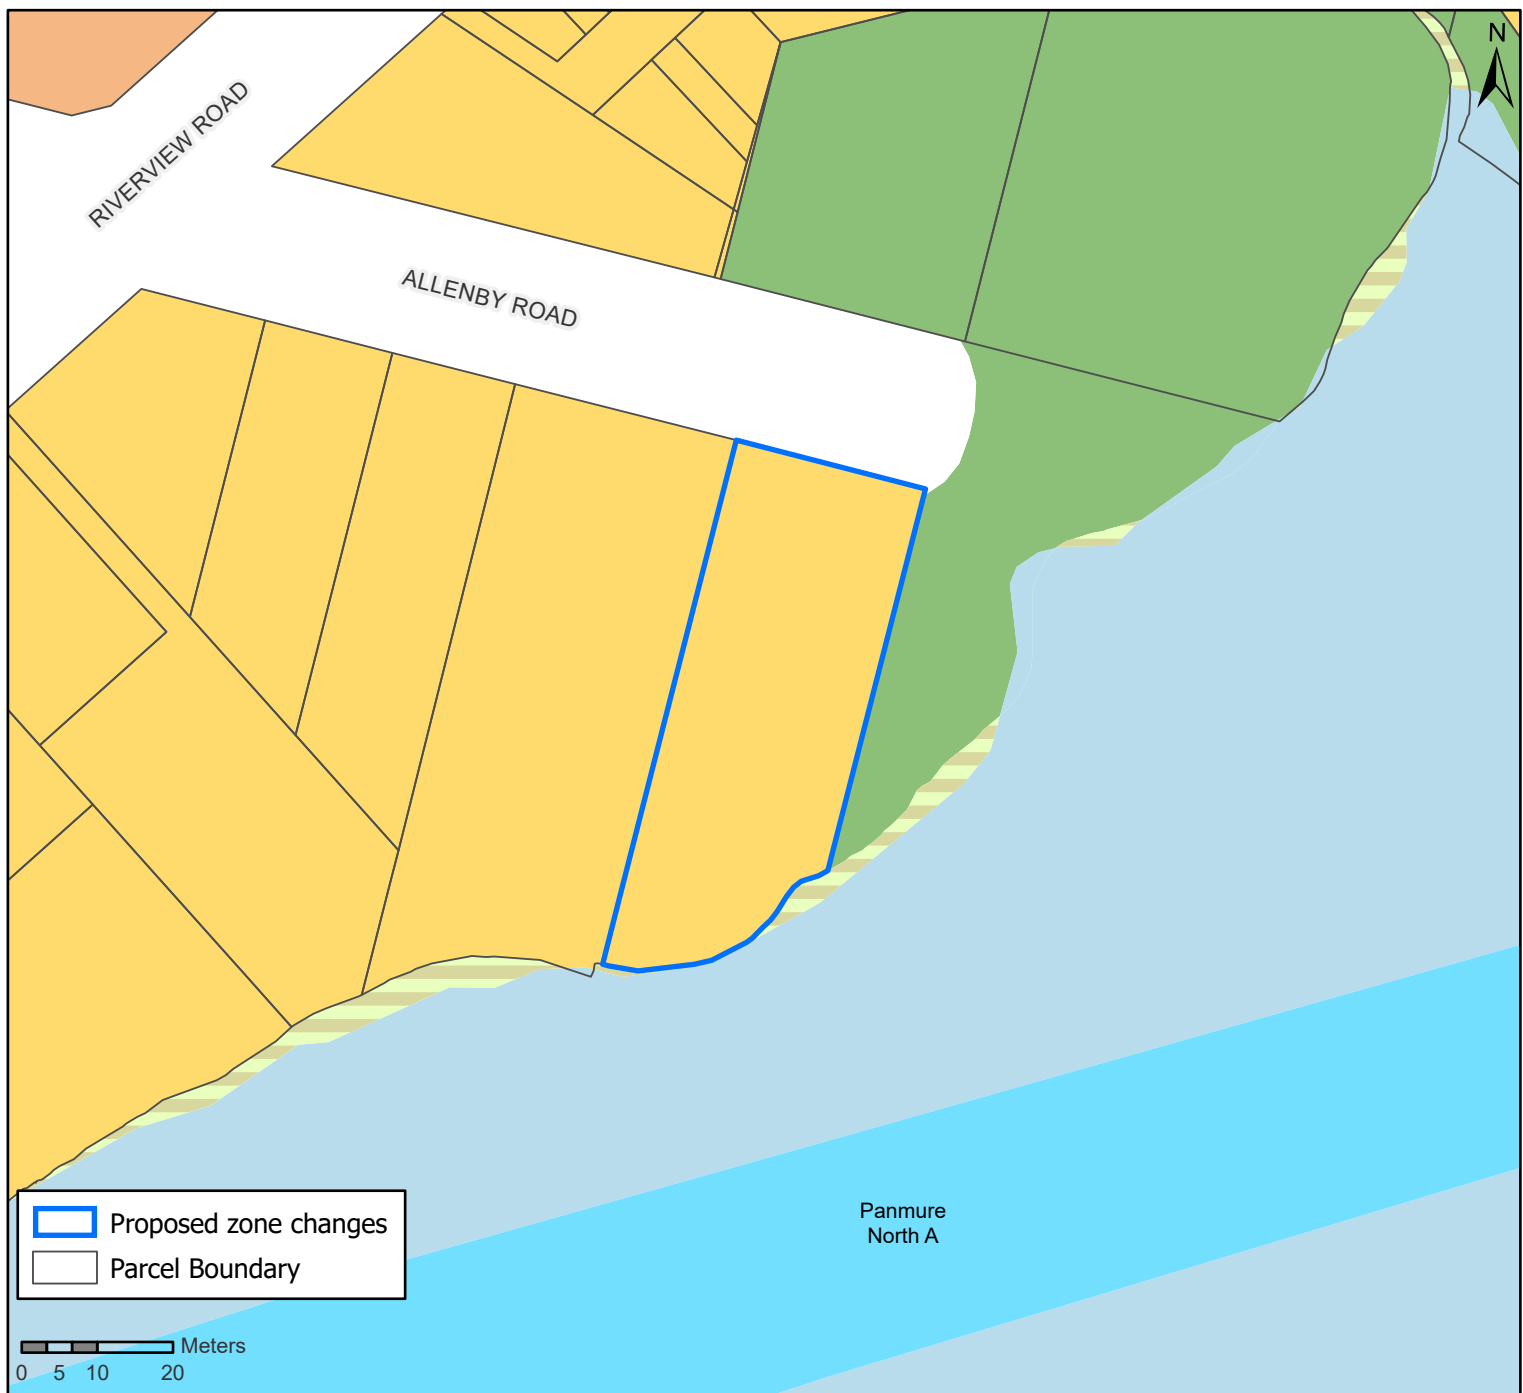 N
RIVERVIEW ROAD
ALLENBY ROAD
Panmure
North A
Proposed zone changes
Parcel Boundary
Meters
0 5 10 20